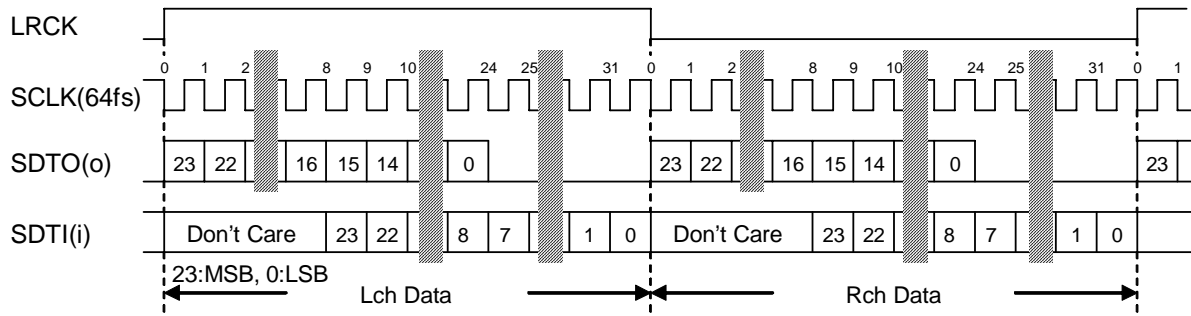 LRCK
0 1 2 8 9 10 24 25 31 0 1 2 8 9 10 24 25 31 0 1
SCLK(64fs)
SDTO(o) 23 22 16 15 14 0 23 22 16 15 14 0 23
SDTI(i) Don't Care 23 22 8 7 1 0 Don't Care 23 22 8 7 1 0
23:MSB, 0:LSB
Lch Data Rch Data